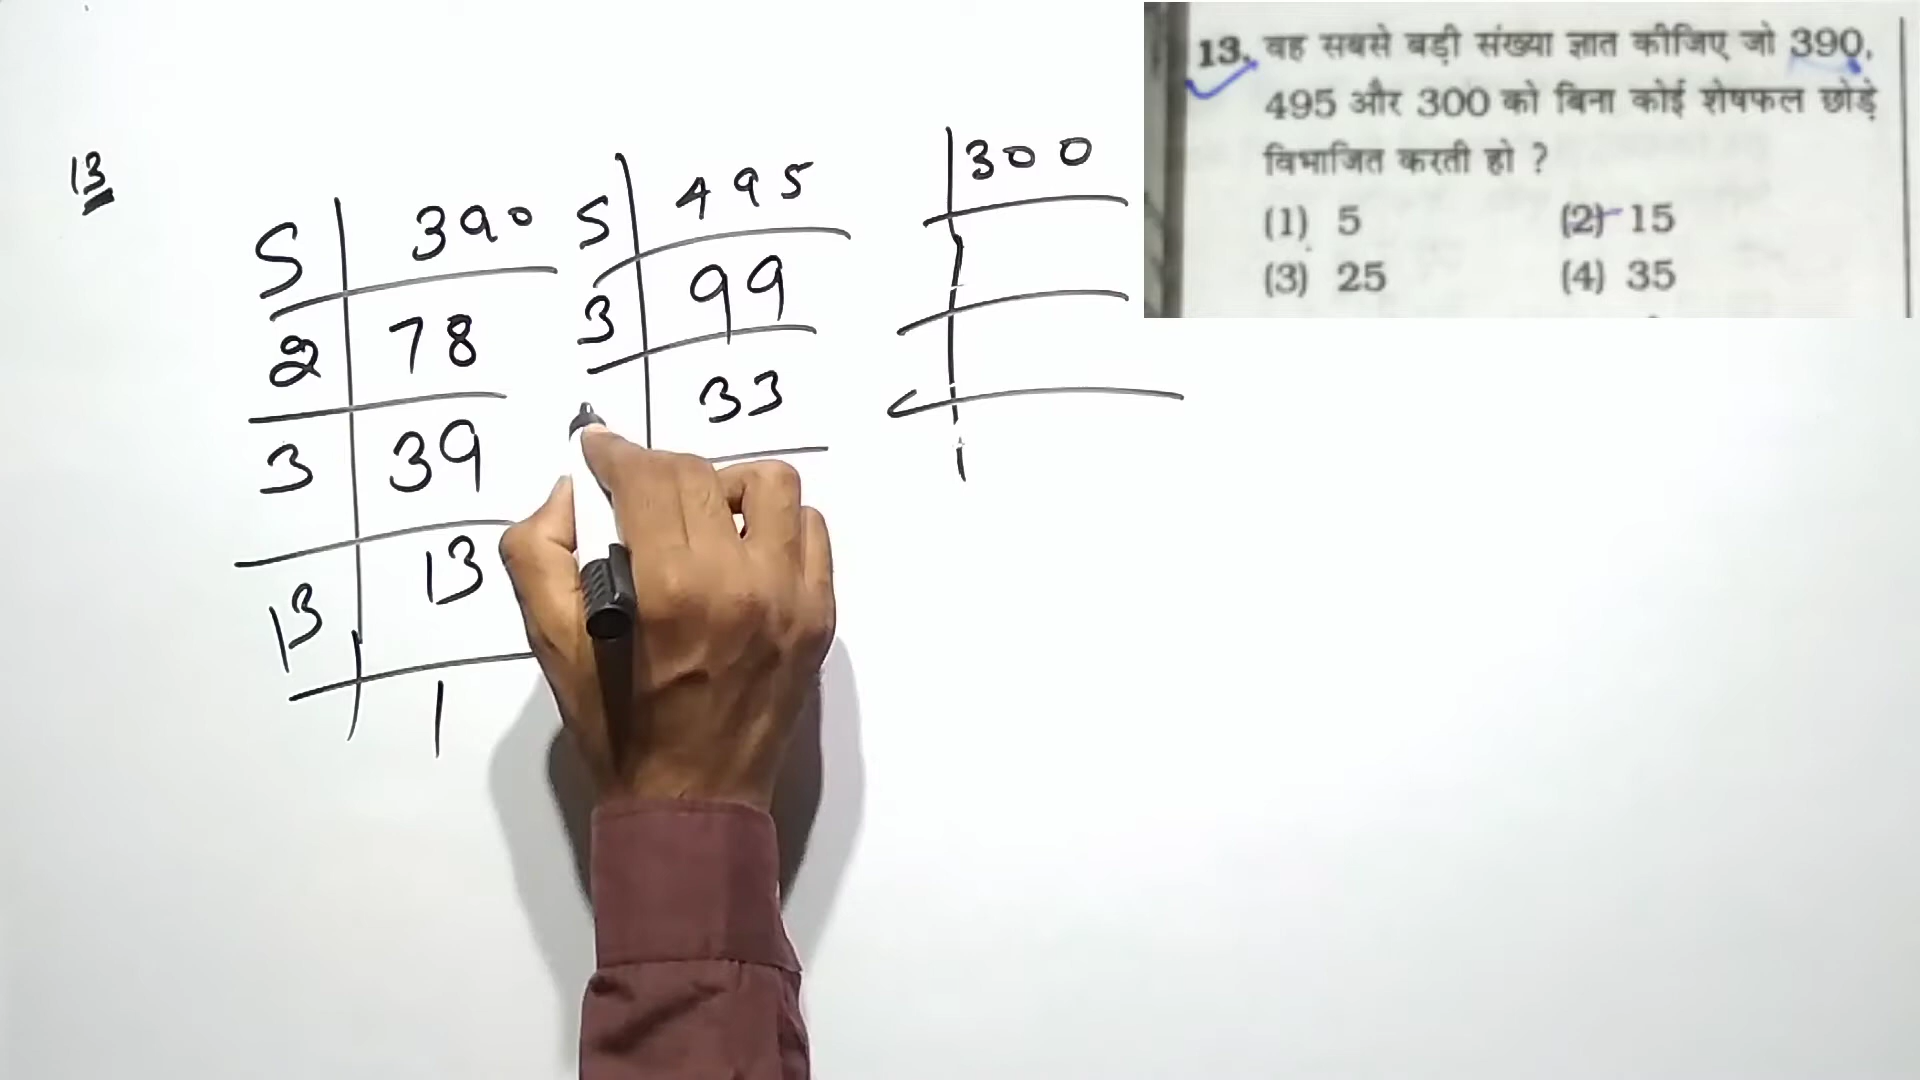 13. वह सबसे बड़ी संख्या ज्ञात कीजिए जो 390,
495 और 300 को बिना कोई शेषफल छोड़े
विभाजित करती हो ?
(1) 5 (2) 15
(3) 25 (4) 35
13
5 390
2 78
3 39
13 13
1
5 495
3 99
33
300